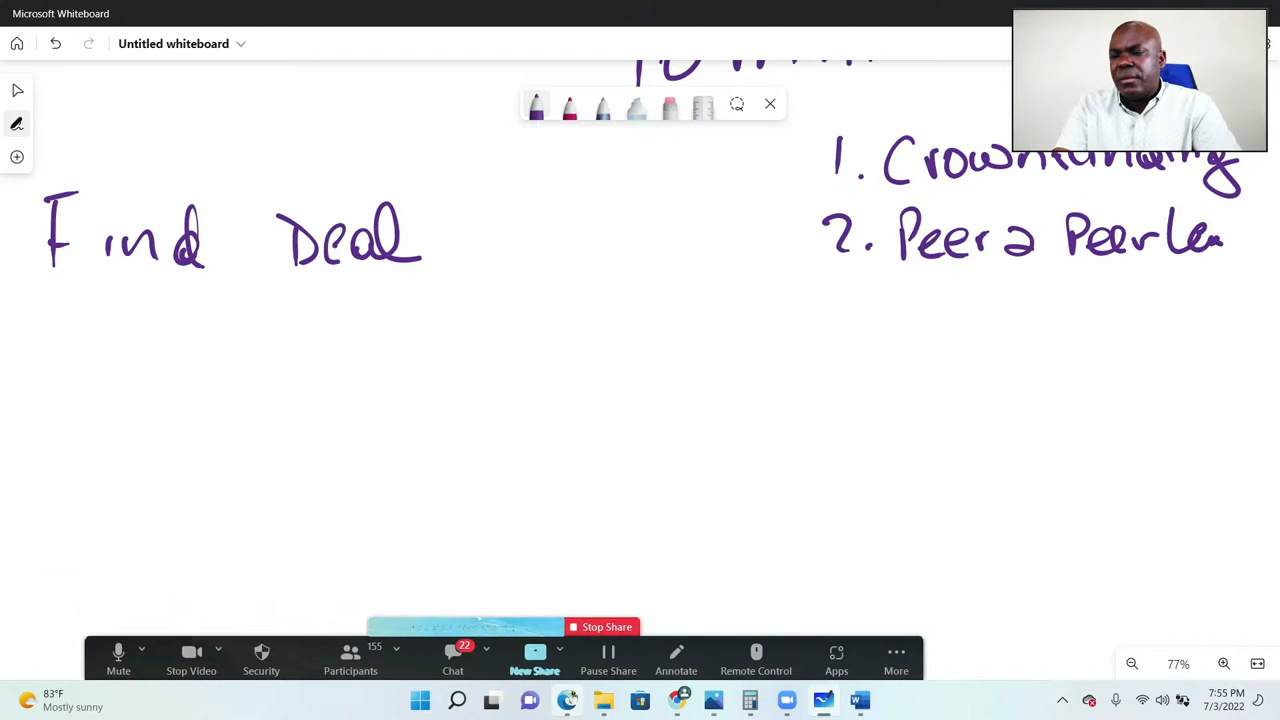 Microsoft Whiteboard
Untitled whiteboard
1. Crowdfunding
2. Peer 2 Peer Len
Find Deal
Stop Share
155
22
Mute
Stop Video
Security
Participants
Chat
New Share
Pause Share
Annotate
Remote Control
Apps
More
77%
83°F
Mostly sunny
7:55 PM
7/3/2022